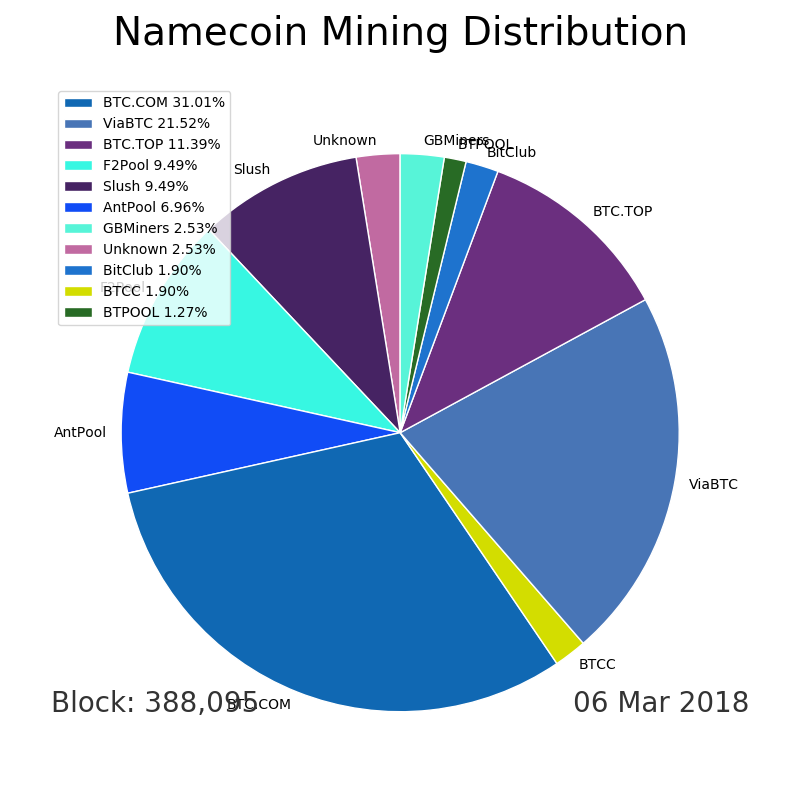 Namecoin Mining Distribution
BTC.COM 31.01%
ViaBTC 21.52%
BTC.TOP 11.39%
F2Pool 9.49%
Slush 9.49%
AntPool 6.96%
GBMiners 2.53%
Unknown 2.53%
BitClub 1.90%
BTCC 1.90%
BTPOOL 1.27%
Unknown
GBMiners
BTPOOL
BitClub
Slush
BTC.TOP
F2Pool
AntPool
ViaBTC
BTCC
BTC.COM
Block: 388,095
06 Mar 2018